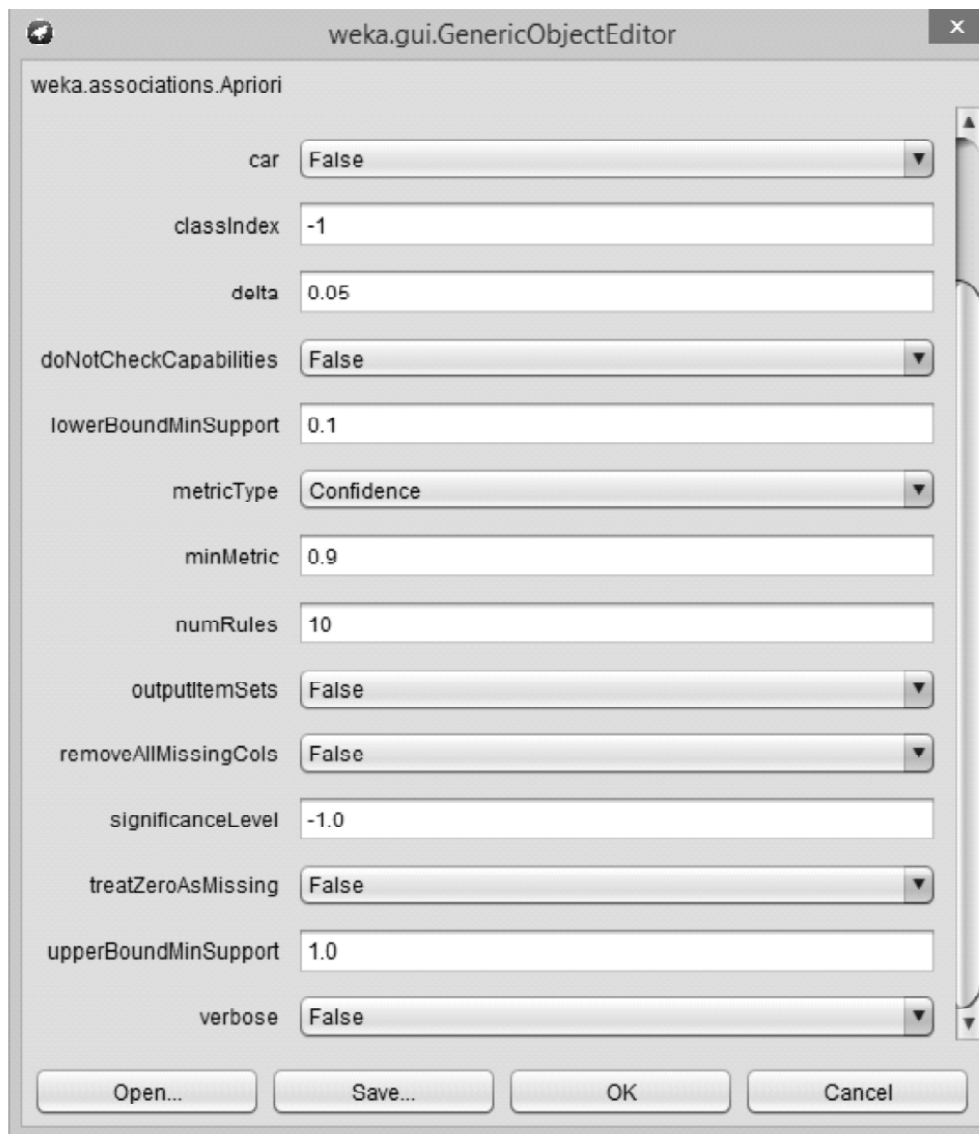 weka.gui.GenericObjectEditor x
weka.associations.Apriori
car False
classIndex -1
delta 0.05
doNotCheckCapabilities False
lowerBoundMinSupport 0.1
metricType Confidence
minMetric 0.9
numRules 10
outputItemSets False
removeAllMissingCols False
significanceLevel -1.0
treatZeroAsMissing False
upperBoundMinSupport 1.0
verbose False
Open... Save... OK Cancel